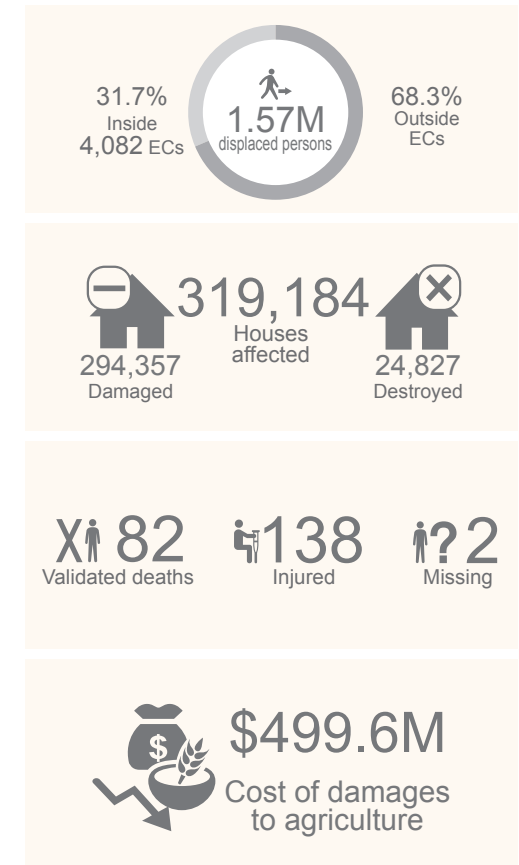 31.7%
Inside
4,082 ECs
1.57M
displaced persons
68.3%
Outside
ECs
319,184
Houses
affected
294,357
Damaged
24,827
Destroyed
82
Validated deaths
138
Injured
?2
Missing
$
$499.6M
Cost of damages
to agriculture